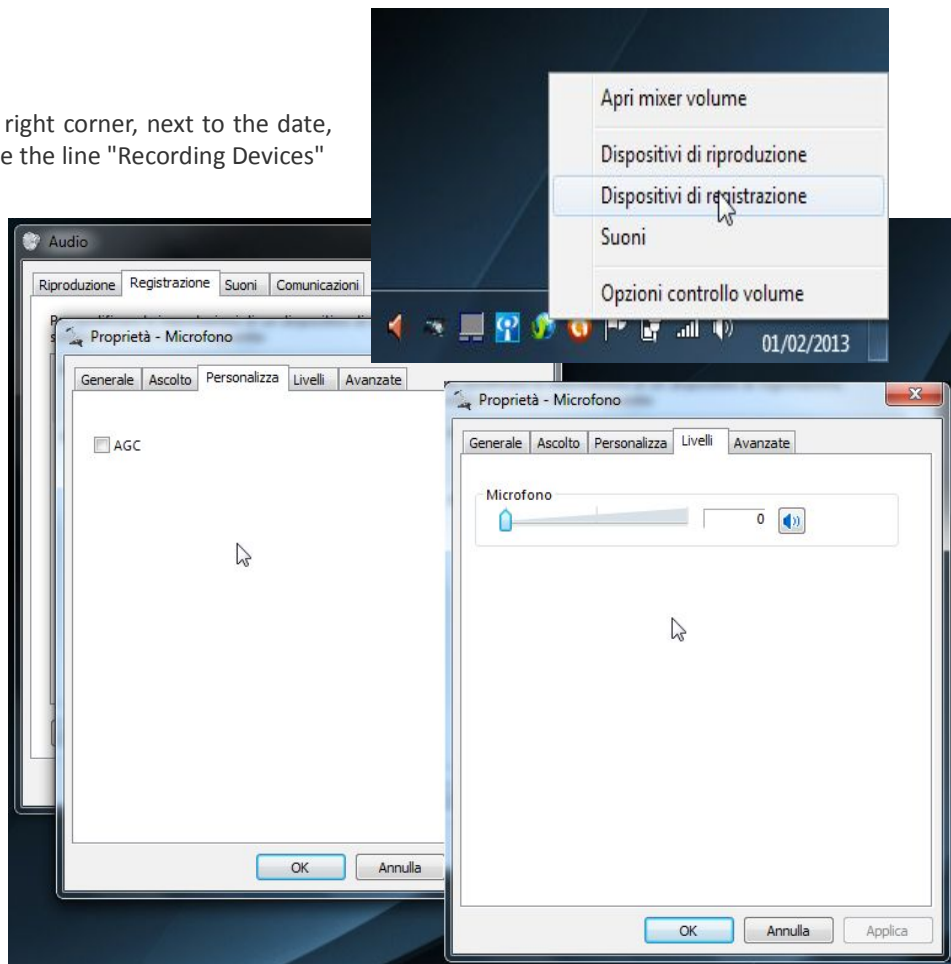 right corner, next to the date,
e the line "Recording Devices"
Apri mixer volume
Dispositivi di riproduzione
Dispositivi di registrazione
Suoni
Opzioni controllo volume
01/02/2013
Audio
Riproduzione Registrazione Suoni Comunicazioni
Proprietà - Microfono
Generale Ascolto Personalizza Livelli Avanzate
AGC
OK Annulla
Proprietà - Microfono
Generale Ascolto Personalizza Livelli Avanzate
Microfono
0
OK Annulla Applica